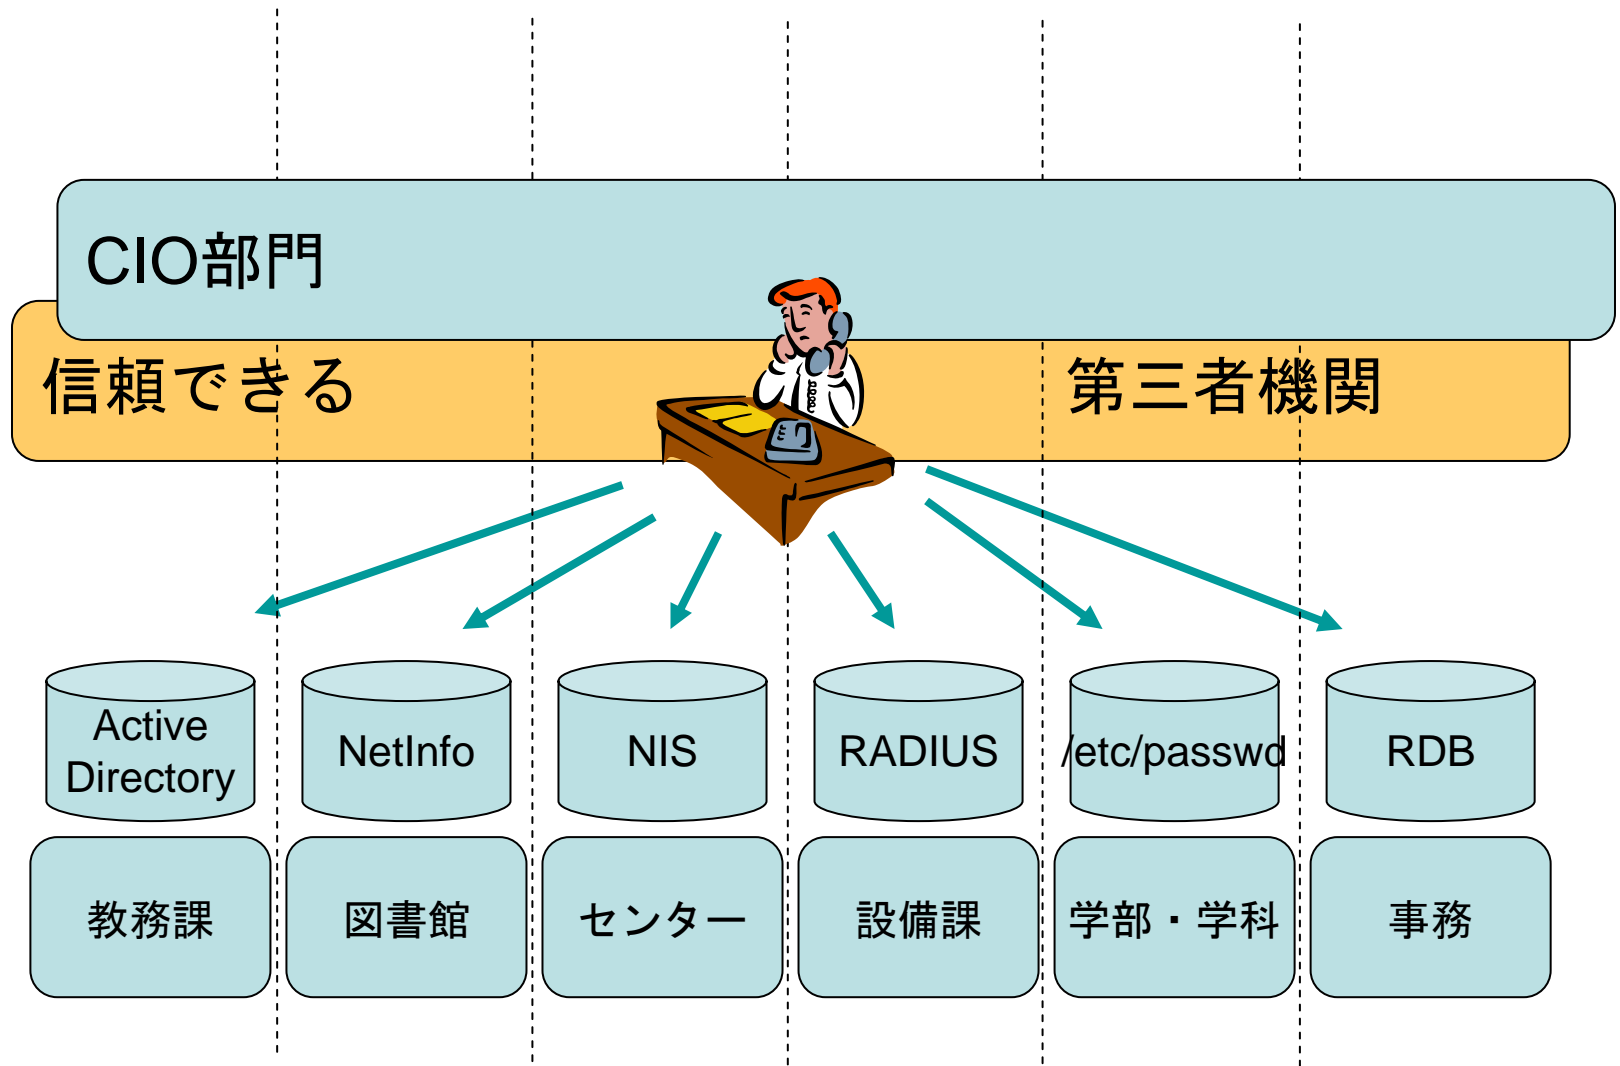 CIO部門
信頼できる 第三者機関
Active
Directory
NetInfo
NIS
RADIUS
/etc/passwd
RDB
教務課
図書館
センター
設備課
学部・学科
事務